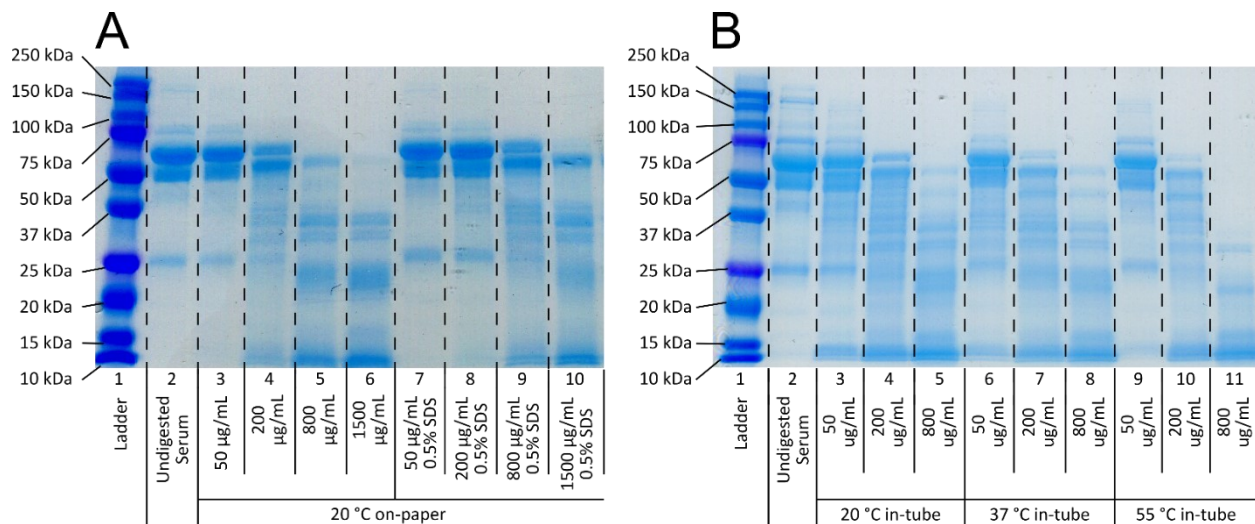 A
250 kDa
150 kDa
100 kDa
75 kDa
50 kDa
37 kDa
25 kDa
20 kDa
15 kDa
10 kDa
1
2
3
4
5
6
7
8
9
10
Ladder
Undigested
Serum
50 µg/mL
200
µg/mL
800
µg/mL
1500
µg/mL
50 µg/mL
0.5% SDS
200 µg/mL
0.5% SDS
800 µg/mL
0.5% SDS
1500 µg/mL
0.5% SDS
20 °C on-paper
B
250 kDa
150 kDa
100 kDa
75 kDa
50 kDa
37 kDa
25 kDa
20 kDa
15 kDa
10 kDa
1
2
3
4
5
6
7
8
9
10
11
Ladder
Undigested
Serum
50
ug/mL
200
ug/mL
800
ug/mL
50
ug/mL
200
ug/mL
800
ug/mL
50
ug/mL
200
ug/mL
800
ug/mL
20 °C in-tube
37 °C in-tube
55 °C in-tube